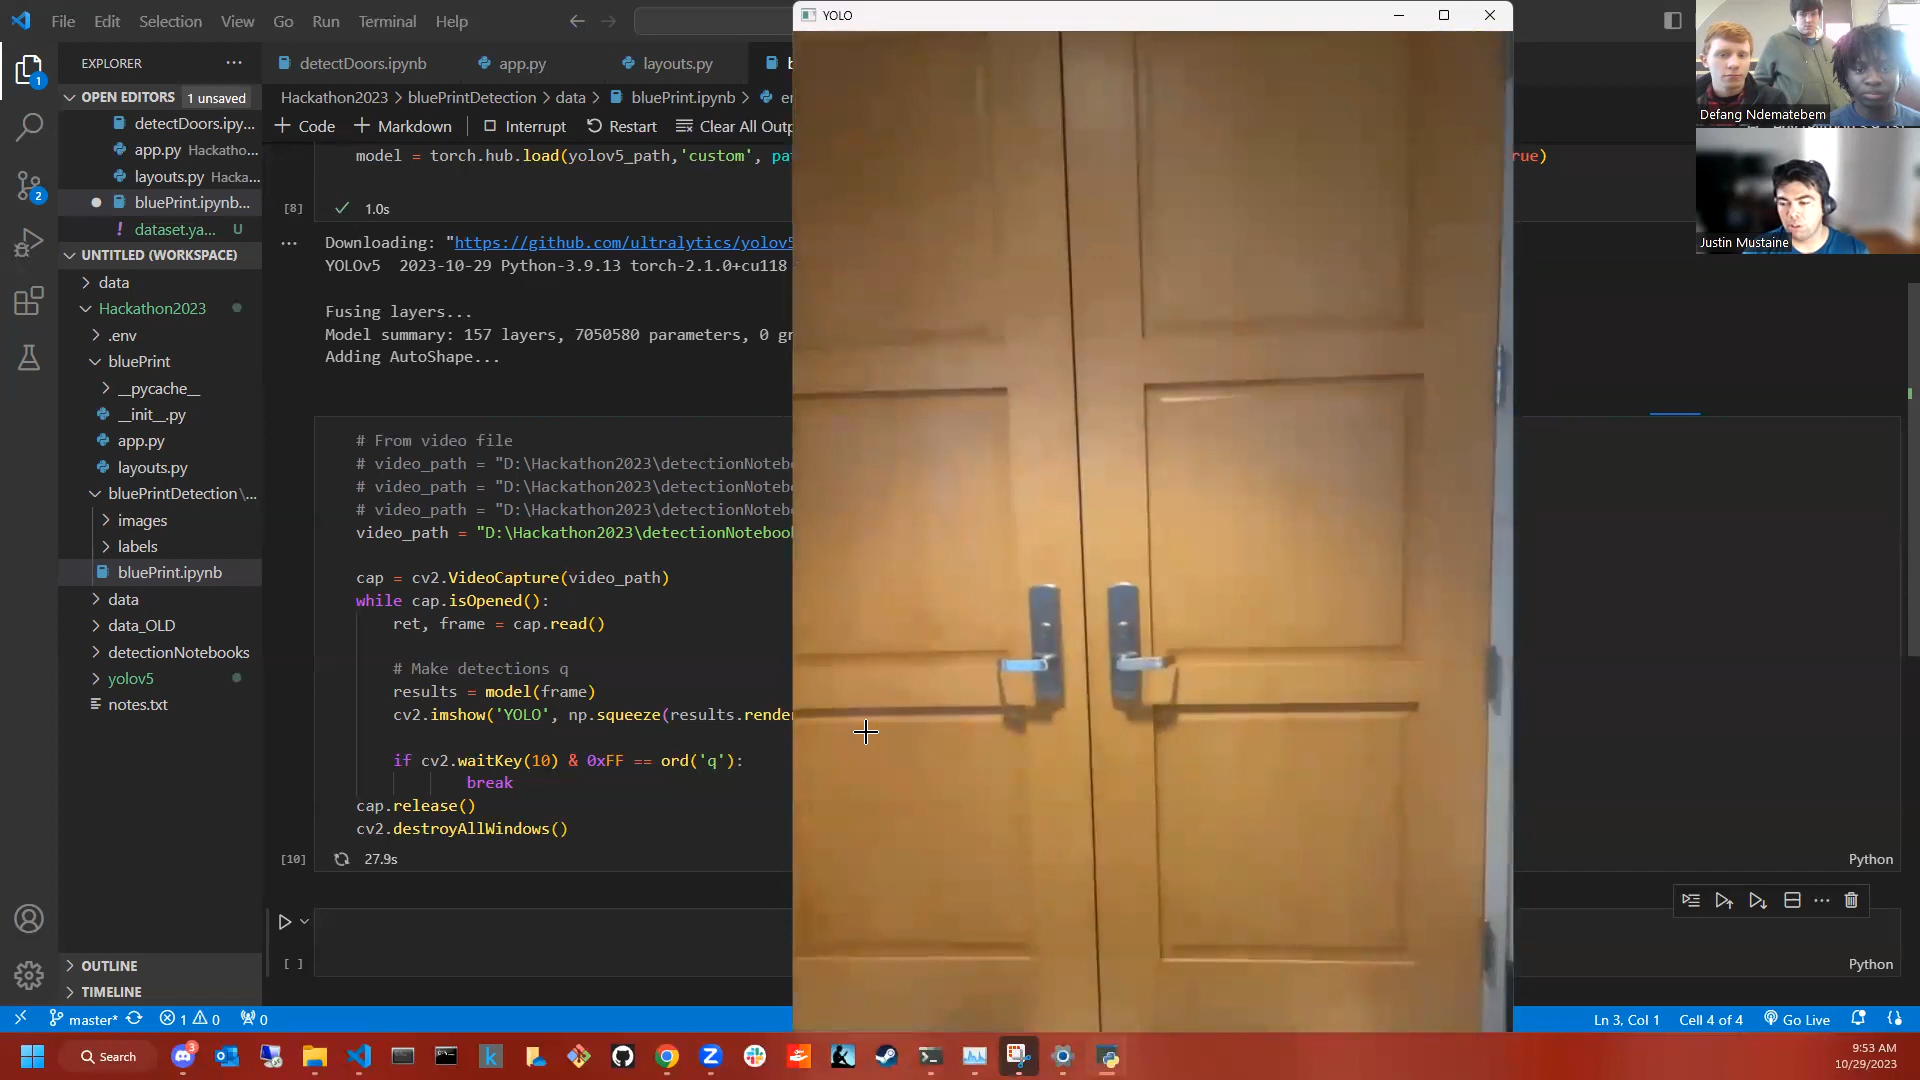 File Edit Selection View Go Run Terminal Help
YOLO
EXPLORER
OPEN EDITORS 1 unsaved
detectDoors.ipy...
app.py Hackatho...
layouts.py Hacka...
bluePrint.ipynb...
dataset.ya... U
UNTITLED (WORKSPACE)
data
Hackathon2023
.env
bluePrint
__pycache__
__init__.py
app.py
layouts.py
bluePrintDetection\...
images
labels
bluePrint.ipynb
data
data_OLD
detectionNotebooks
yolov5
notes.txt
OUTLINE
TIMELINE
1
2
detectDoors.ipynb app.py layouts.py
Hackathon2023 > bluePrintDetection > data > bluePrint.ipynb >
Code Markdown Interrupt Restart Clear All Outp
model = torch.hub.load(yolov5_path,'custom', pat
rue)
[8] 1.0s
Downloading: "https://github.com/ultralytics/yolov5
YOLOv5 2023-10-29 Python-3.9.13 torch-2.1.0+cu118
Fusing layers...
Model summary: 157 layers, 7050580 parameters, 0 gr
Adding AutoShape...
# From video file
# video_path = "D:\Hackathon2023\detectionNotebo
# video_path = "D:\Hackathon2023\detectionNotebo
# video_path = "D:\Hackathon2023\detectionNotebo
video_path = "D:\Hackathon2023\detectionNotebook
cap = cv2.VideoCapture(video_path)
while cap.isOpened():
ret, frame = cap.read()
# Make detections q
results = model(frame)
cv2.imshow('YOLO', np.squeeze(results.rende
if cv2.waitKey(10) & 0xFF == ord('q'):
break
cap.release()
cv2.destroyAllWindows()
[10] 27.9s
Python
[ ]
Python
Defang Ndematebem
Justin Mustaine
master* 1 0 0
Ln 3, Col 1 Cell 4 of 4 Go Live
Search
3
9:53 AM
10/29/2023